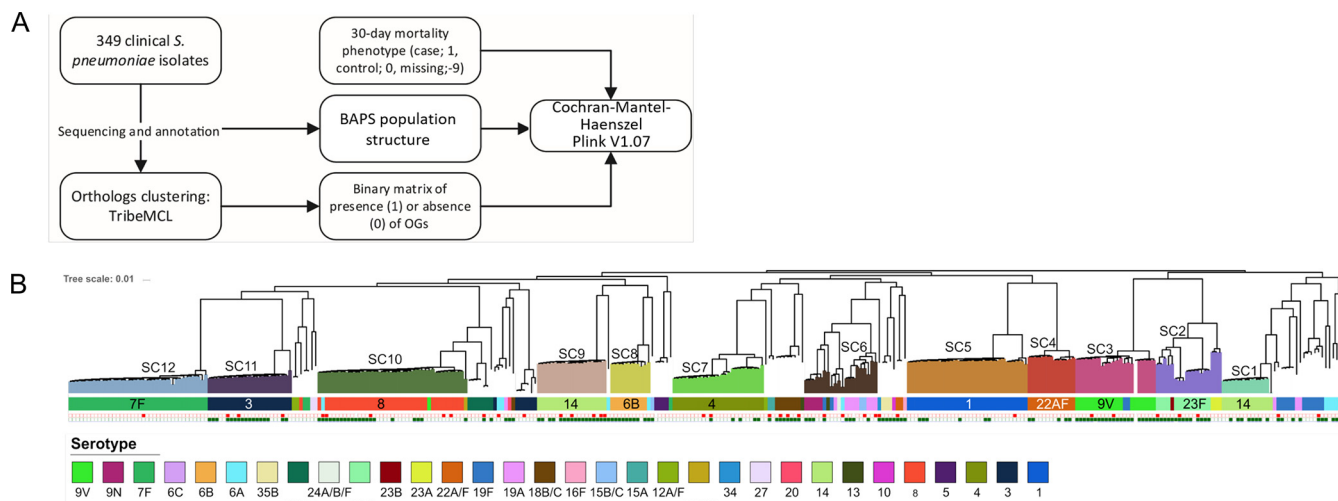 A
349 clinical S.
pneumoniae isolates
30-day mortality
phenotype (case; 1,
control; 0, missing;-9)
Sequencing and annotation
BAPS population
structure
Cochran-Mantel-
Haenszel
Plink V1.07
Orthologs clustering:
TribeMCL
Binary matrix of
presence (1) or absence
(0) of OGs
B
Tree scale: 0.01
SC12
SC11
SC10
SC9
SC8
SC7
SC6
SC5
SC4
SC3
SC2
SC1
7F
3
8
14
6B
4
1
22AF
9V
23F
14
Serotype
9V 9N 7F 6C 6B 6A 35B 24A/B/F 23B 23A 22A/F 19F 19A 18B/C 16F 15B/C 15A 12A/F 34 27 20 14 13 10 8 5 4 3 1